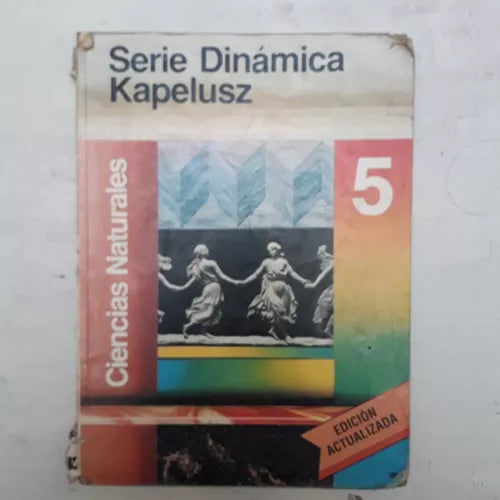 Serie Dinámica
Kapelusz
5
Ciencias Naturales
EDICIÓN
ACTUALIZADA